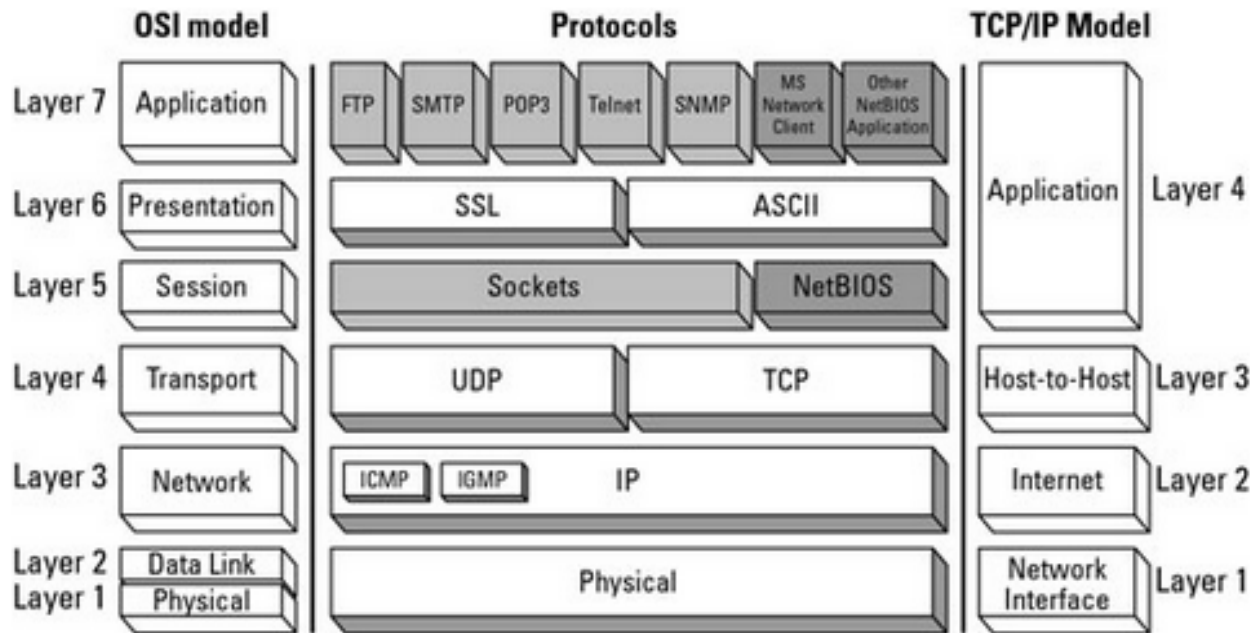 OSI model Protocols TCP/IP Model
Layer 7 Application FTP SMTP POP3 Telnet SNMP MS Network Client Other NetBIOS Application
Layer 6 Presentation SSL ASCII Application Layer 4
Layer 5 Session Sockets NetBIOS
Layer 4 Transport UDP TCP Host-to-Host Layer 3
Layer 3 Network ICMP IGMP IP Internet Layer 2
Layer 2 Data Link
Layer 1 Physical Physical Network Interface Layer 1